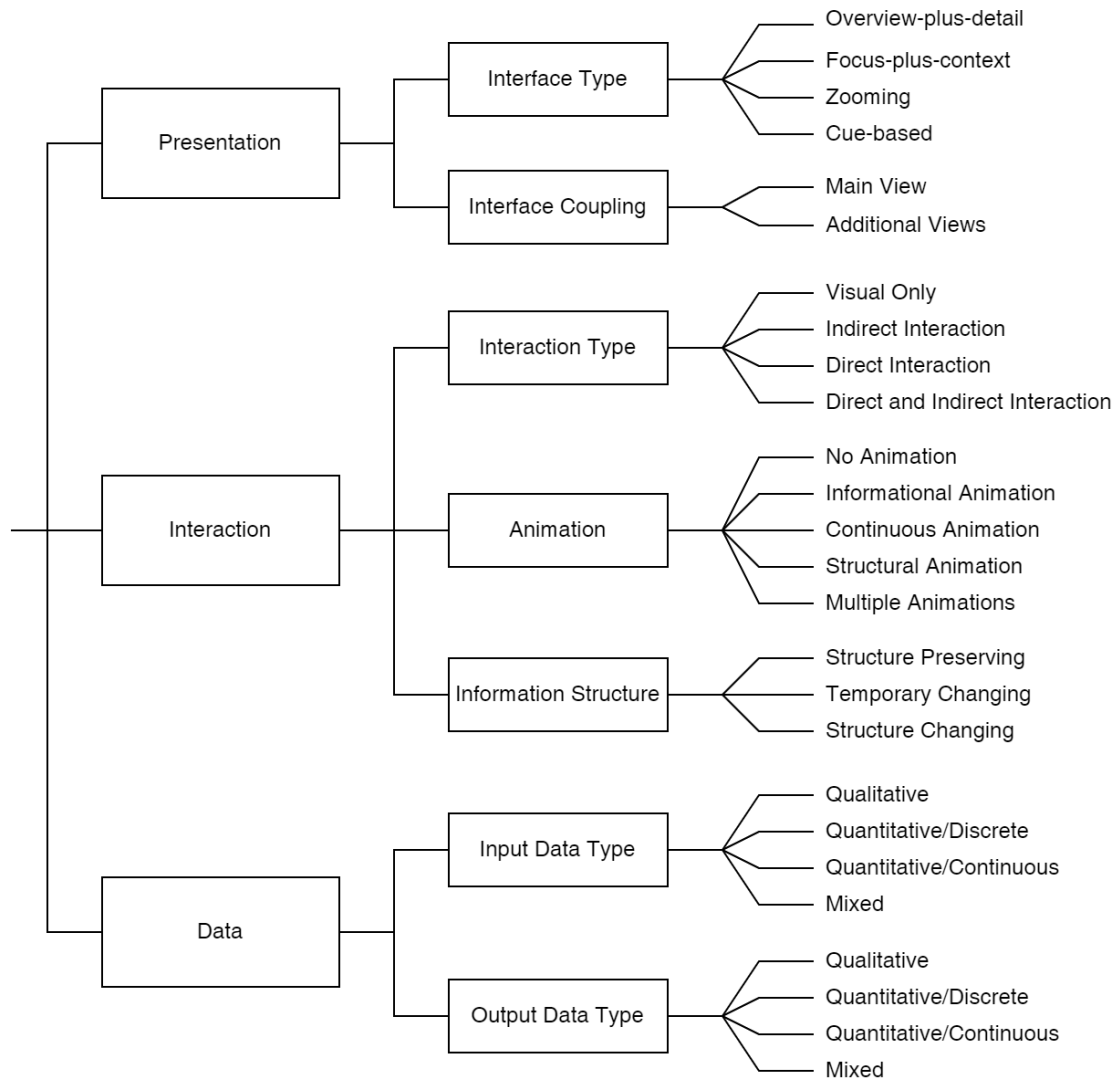 Presentation
Interface Type
Overview-plus-detail
Focus-plus-context
Zooming
Cue-based
Interface Coupling
Main View
Additional Views
Interaction
Interaction Type
Visual Only
Indirect Interaction
Direct Interaction
Direct and Indirect Interaction
Animation
No Animation
Informational Animation
Continuous Animation
Structural Animation
Multiple Animations
Information Structure
Structure Preserving
Temporary Changing
Structure Changing
Data
Input Data Type
Qualitative
Quantitative/Discrete
Quantitative/Continuous
Mixed
Output Data Type
Qualitative
Quantitative/Discrete
Quantitative/Continuous
Mixed